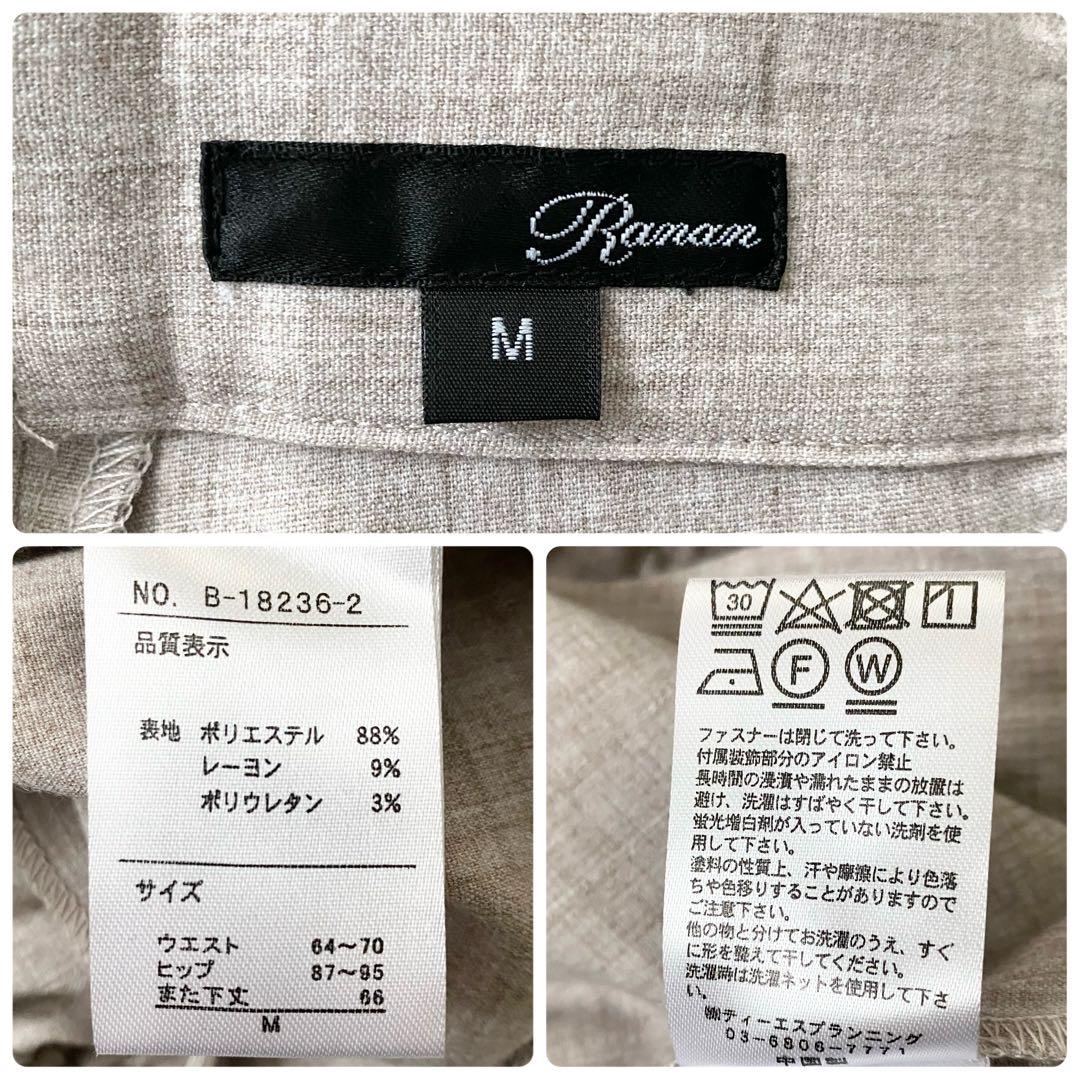 Ranan
M
NO. B-18236-2
品質表示
表地 ポリエステル 88%
レーヨン 9%
ポリウレタン 3%
サイズ
ウエスト 64〜70
ヒップ 87〜95
また下丈 66
M
30
F W
ファスナーは閉じて洗って下さい。
付属装飾部分のアイロン禁止
長時間の浸漬や濡れたままの放置は
避け、洗濯はすばやく干して下さい。
蛍光増白剤が入っていない洗剤を使
用して下さい。
塗料の性質上、汗や摩擦により色落
ちや色移りすることがありますので
ご注意下さい。
他の物と分けてお洗濯のうえ、すぐ
に形を整えて干してください。
洗濯時は洗濯ネットを使用して下さ
い。
㈱ティーエスプランニング
03-6806-7771
中国製